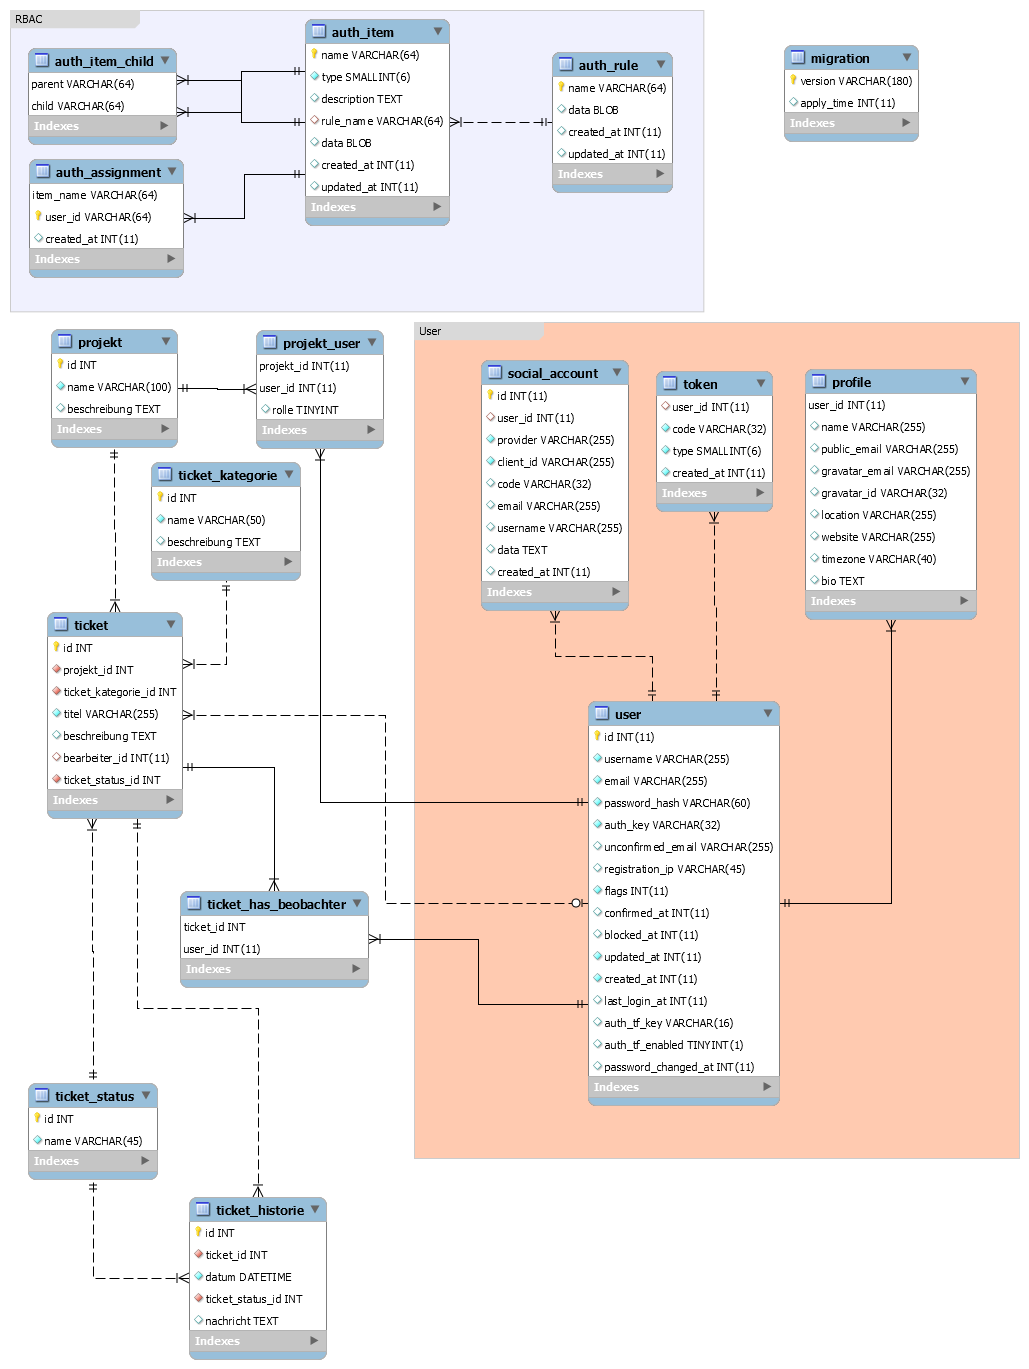 RBAC
auth_item_child
parent VARCHAR(64)
child VARCHAR(64)
Indexes
auth_item
name VARCHAR(64)
type SMALLINT(6)
description TEXT
rule_name VARCHAR(64)
data BLOB
created_at INT(11)
updated_at INT(11)
Indexes
auth_rule
name VARCHAR(64)
data BLOB
created_at INT(11)
updated_at INT(11)
Indexes
migration
version VARCHAR(180)
apply_time INT(11)
Indexes
auth_assignment
item_name VARCHAR(64)
user_id VARCHAR(64)
created_at INT(11)
Indexes
projekt
id INT
name VARCHAR(100)
beschreibung TEXT
Indexes
projekt_user
projekt_id INT(11)
user_id INT(11)
rolle TINYINT
Indexes
ticket_kategorie
id INT
name VARCHAR(50)
beschreibung TEXT
Indexes
User
social_account
id INT(11)
user_id INT(11)
provider VARCHAR(255)
client_id VARCHAR(255)
code VARCHAR(32)
email VARCHAR(255)
username VARCHAR(255)
data TEXT
created_at INT(11)
Indexes
token
user_id INT(11)
code VARCHAR(32)
type SMALLINT(6)
created_at INT(11)
Indexes
profile
user_id INT(11)
name VARCHAR(255)
public_email VARCHAR(255)
gravatar_email VARCHAR(255)
gravatar_id VARCHAR(32)
location VARCHAR(255)
website VARCHAR(255)
timezone VARCHAR(40)
bio TEXT
Indexes
ticket
id INT
projekt_id INT
ticket_kategorie_id INT
titel VARCHAR(255)
beschreibung TEXT
bearbeiter_id INT(11)
ticket_status_id INT
Indexes
user
id INT(11)
username VARCHAR(255)
email VARCHAR(255)
password_hash VARCHAR(60)
auth_key VARCHAR(32)
unconfirmed_email VARCHAR(255)
registration_ip VARCHAR(45)
flags INT(11)
confirmed_at INT(11)
blocked_at INT(11)
updated_at INT(11)
created_at INT(11)
last_login_at INT(11)
auth_tf_key VARCHAR(16)
auth_tf_enabled TINYINT(1)
password_changed_at INT(11)
Indexes
ticket_has_beobachter
ticket_id INT
user_id INT(11)
Indexes
ticket_status
id INT
name VARCHAR(45)
Indexes
ticket_historie
id INT
ticket_id INT
datum DATETIME
ticket_status_id INT
nachricht TEXT
Indexes